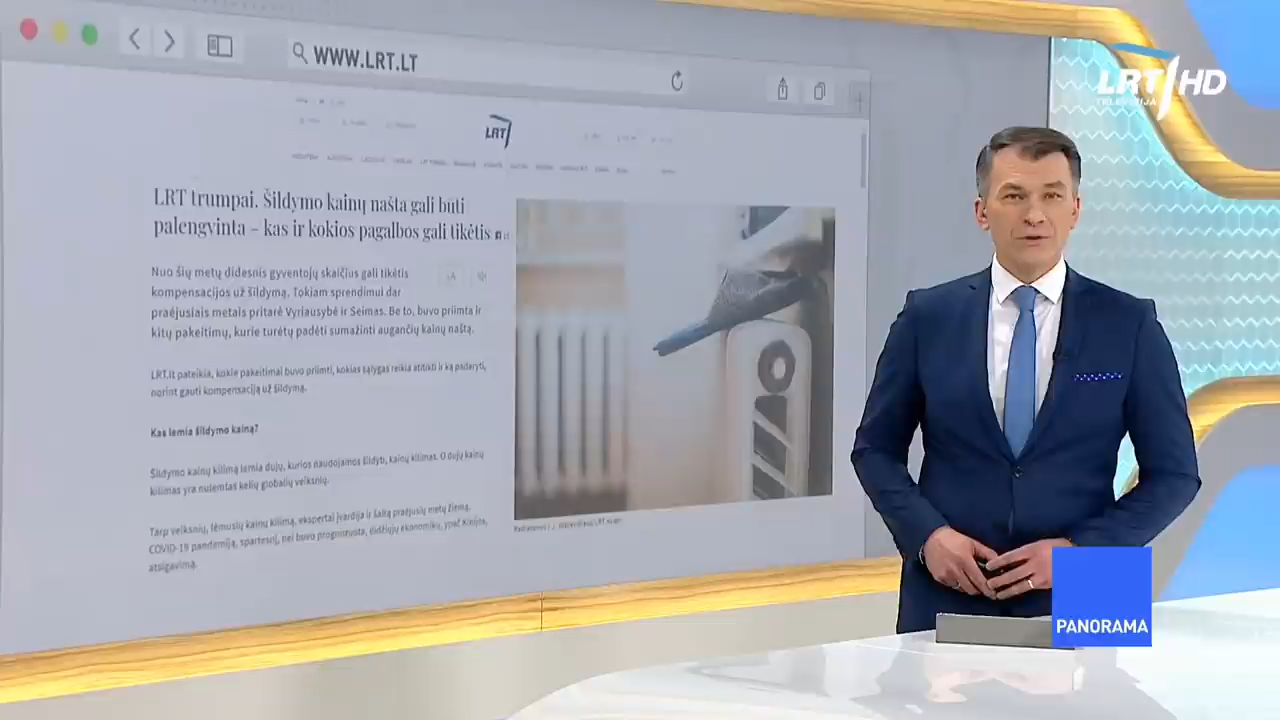 WWW.LRT.LT
LRT HD
TELEVIZIJA
LRT
LRT trumpai. Šildymo kainų našta gali būti
palengvinta – kas ir kokios pagalbos gali tikėtis
Nuo šių metų didesnis gyventojų skaičius gali tikėtis
kompensacijos už šildymą. Tokiam sprendimui dar
praėjusiais metais pritarė Vyriausybė ir Seimas. Be to, buvo priimta ir
kitų pakeitimų, kurie turėtų padėti sumažinti augančių kainų naštą.
LRT.lt pateikia, kokie pakeitimai buvo priimti, kokias sąlygas reikia atitikti ir ką padaryti,
norint gauti kompensaciją už šildymą.
Kas lemia šildymo kainą?
Šildymo kainų kilimą lemia dujų, kurios naudojamos šildyti, kainų kilimas. O dujų kainų
kilimas yra nulemtas kelių globalių veiksnių.
Tarp veiksnių, lėmusių kainų kilimą, ekspertai įvardija ir šaltą praėjusių metų žiemą,
COVID-19 pandemiją, spartesnį, nei buvo prognozuota, didžiųjų ekonomikų, ypač Kinijos,
atsigavimą.
PANORAMA